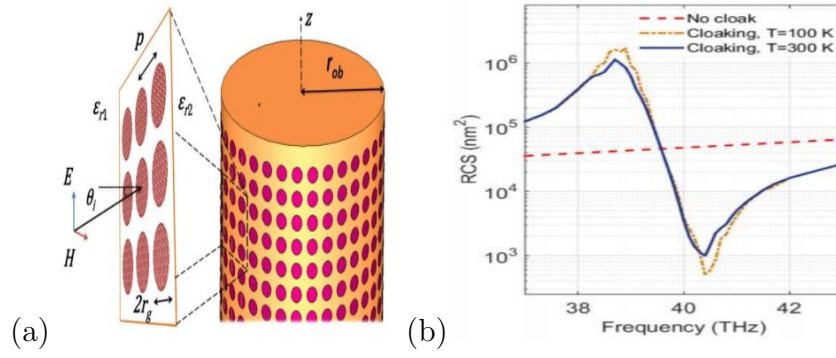 z
p
r_ob
ε_r1
ε_r2
E
θ_i
H
2r_g
(a)
No cloak
Cloaking, T=100 K
Cloaking, T=300 K
10^6
10^5
10^4
10^3
RCS (nm^2)
38 40 42
Frequency (THz)
(b)